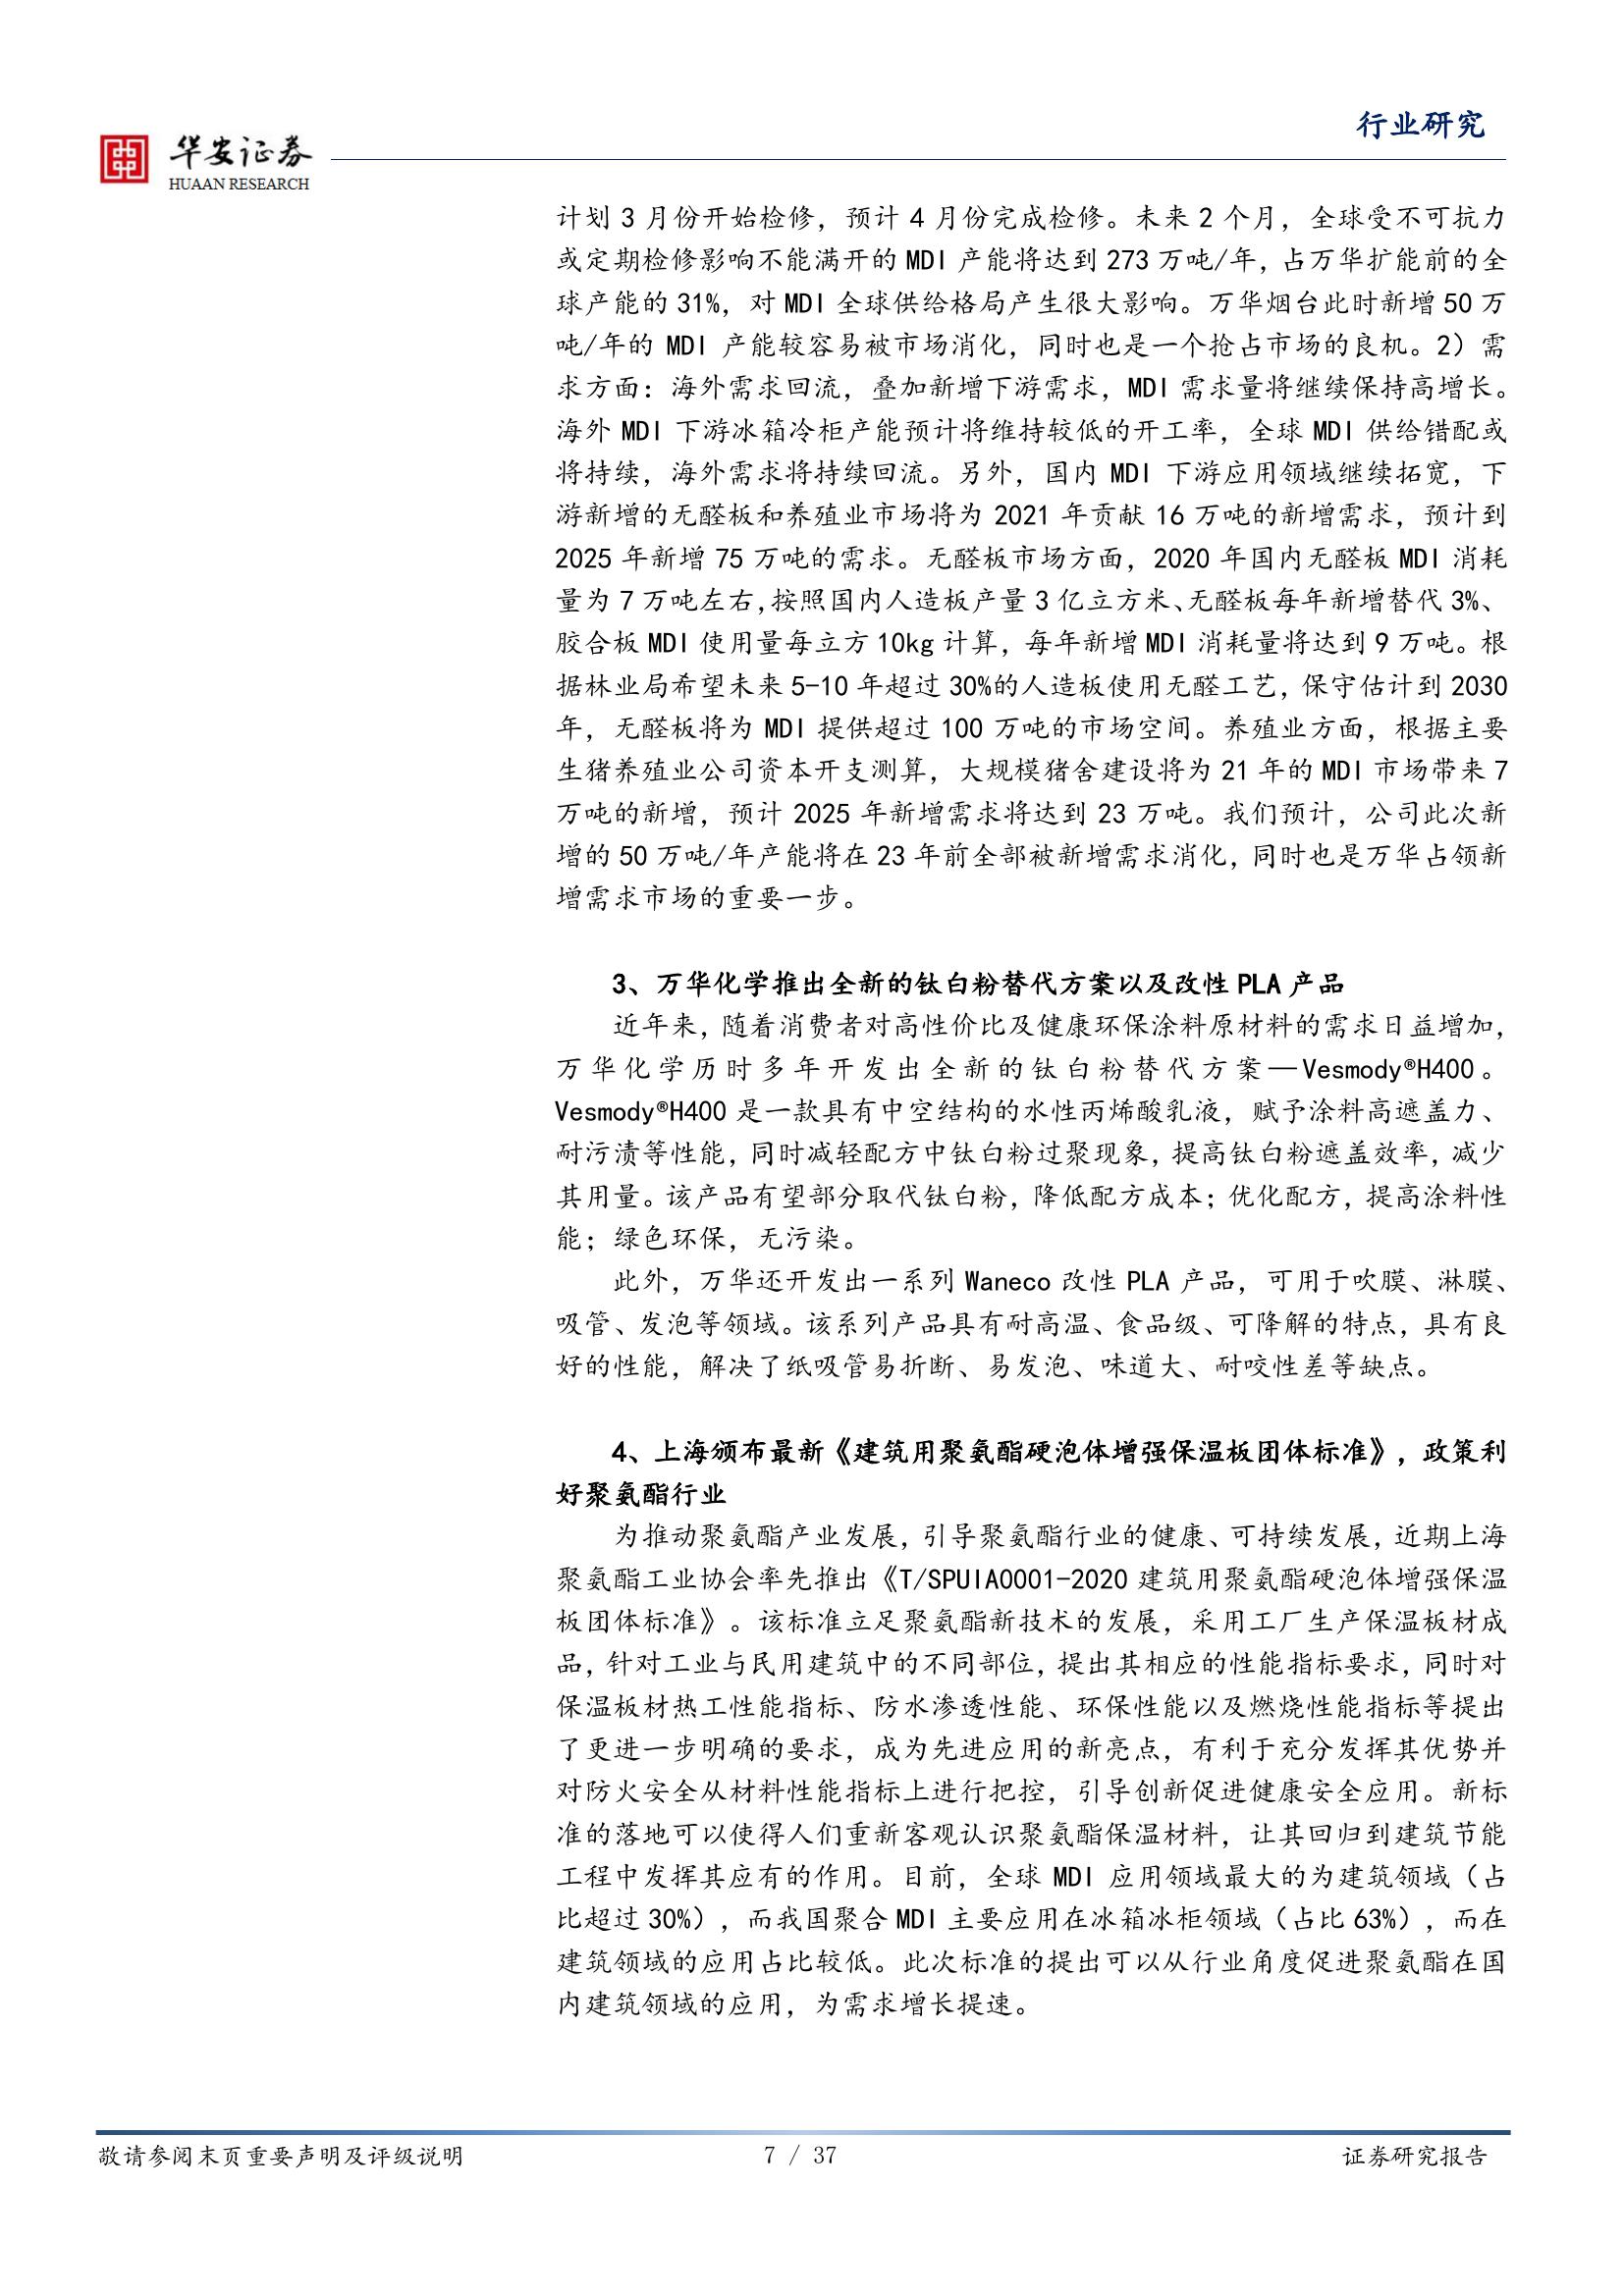 行业研究
华安证券
HUAAN RESEARCH
计划 3 月份开始检修，预计 4 月份完成检修。未来 2 个月，全球受不可抗力
或定期检修影响不能满开的 MDI 产能将达到 273 万吨/年，占万华扩能前的全
球产能的 31%，对 MDI 全球供给格局产生很大影响。万华烟台此时新增 50 万
吨/年的 MDI 产能较容易被市场消化，同时也是一个抢占市场的良机。2）需
求方面：海外需求回流，叠加新增下游需求，MDI 需求量将继续保持高增长。
海外 MDI 下游冰箱冷柜产能预计将维持较低的开工率，全球 MDI 供给错配或
将持续，海外需求将持续回流。另外，国内 MDI 下游应用领域继续拓宽，下
游新增的无醛板和养殖业市场将为 2021 年贡献 16 万吨的新增需求，预计到
2025 年新增 75 万吨的需求。无醛板市场方面，2020 年国内无醛板 MDI 消耗
量为 7 万吨左右,按照国内人造板产量 3 亿立方米、无醛板每年新增替代 3%、
胶合板 MDI 使用量每立方 10kg 计算，每年新增 MDI 消耗量将达到 9 万吨。根
据林业局希望未来 5-10 年超过 30%的人造板使用无醛工艺，保守估计到 2030
年，无醛板将为 MDI 提供超过 100 万吨的市场空间。养殖业方面，根据主要
生猪养殖业公司资本开支测算，大规模猪舍建设将为 21 年的 MDI 市场带来 7
万吨的新增，预计 2025 年新增需求将达到 23 万吨。我们预计，公司此次新
增的 50 万吨/年产能将在 23 年前全部被新增需求消化，同时也是万华占领新
增需求市场的重要一步。
3、万华化学推出全新的钛白粉替代方案以及改性 PLA 产品
近年来，随着消费者对高性价比及健康环保涂料原材料的需求日益增加，
万华化学历时多年开发出全新的钛白粉替代方案—Vesmody®H400。
Vesmody®H400 是一款具有中空结构的水性丙烯酸乳液，赋予涂料高遮盖力、
耐污渍等性能，同时减轻配方中钛白粉过聚现象，提高钛白粉遮盖效率，减少
其用量。该产品有望部分取代钛白粉，降低配方成本；优化配方，提高涂料性
能；绿色环保，无污染。
此外，万华还开发出一系列 Waneco 改性 PLA 产品，可用于吹膜、淋膜、
吸管、发泡等领域。该系列产品具有耐高温、食品级、可降解的特点，具有良
好的性能，解决了纸吸管易折断、易发泡、味道大、耐咬性差等缺点。
4、上海颁布最新《建筑用聚氨酯硬泡体增强保温板团体标准》，政策利
好聚氨酯行业
为推动聚氨酯产业发展，引导聚氨酯行业的健康、可持续发展，近期上海
聚氨酯工业协会率先推出《T/SPUIA0001-2020 建筑用聚氨酯硬泡体增强保温
板团体标准》。该标准立足聚氨酯新技术的发展，采用工厂生产保温板材成
品，针对工业与民用建筑中的不同部位，提出其相应的性能指标要求，同时对
保温板材热工性能指标、防水渗透性能、环保性能以及燃烧性能指标等提出
了更进一步明确的要求，成为先进应用的新亮点，有利于充分发挥其优势并
对防火安全从材料性能指标上进行把控，引导创新促进健康安全应用。新标
准的落地可以使得人们重新客观认识聚氨酯保温材料，让其回归到建筑节能
工程中发挥其应有的作用。目前，全球 MDI 应用领域最大的为建筑领域（占
比超过 30%），而我国聚合 MDI 主要应用在冰箱冰柜领域（占比 63%），而在
建筑领域的应用占比较低。此次标准的提出可以从行业角度促进聚氨酯在国
内建筑领域的应用，为需求增长提速。
敬请参阅末页重要声明及评级说明
7 / 37
证券研究报告